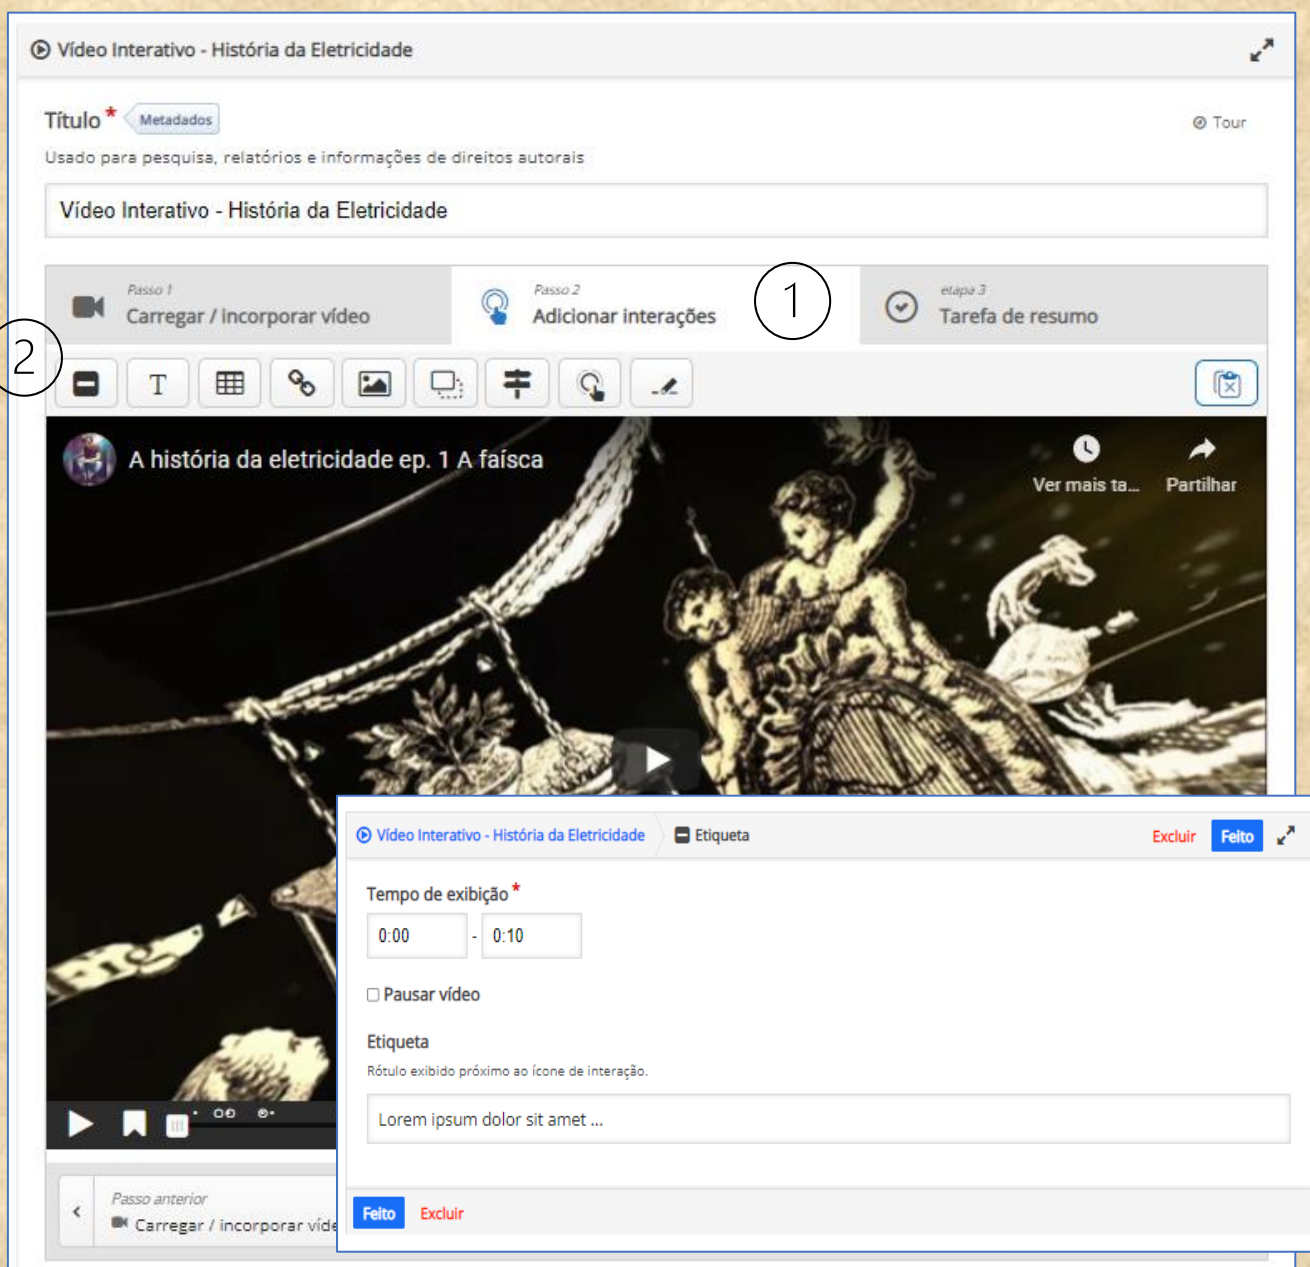 Vídeo Interativo - História da Eletricidade
Título * Metadados
Tour
Usado para pesquisa, relatórios e informações de direitos autorais
Vídeo Interativo - História da Eletricidade
Passo 1
Carregar / incorporar vídeo
Passo 2
Adicionar interações
1
etapa 3
Tarefa de resumo
2
T
A história da eletricidade ep. 1 A faísca
Ver mais ta...
Partilhar
Fig.
Vídeo Interativo - História da Eletricidade
Etiqueta
Excluir
Feito
Tempo de exibição *
0:00 - 0:10
Pausar vídeo
Etiqueta
Rótulo exibido próximo ao ícone de interação.
Lorem ipsum dolor sit amet ...
Feito Excluir
Passo anterior
Carregar / incorporar víde